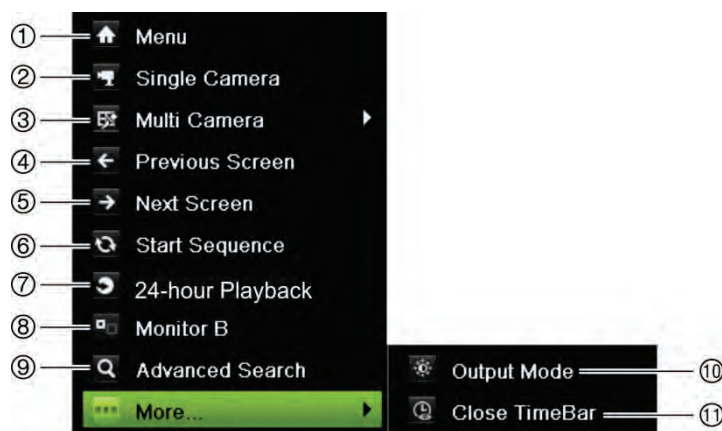 ① Menu
② Single Camera
③ Multi Camera
④ Previous Screen
⑤ Next Screen
⑥ Start Sequence
⑦ 24-hour Playback
⑧ Monitor B
⑨ Advanced Search
Output Mode ⑩
More...
Close TimeBar ⑪